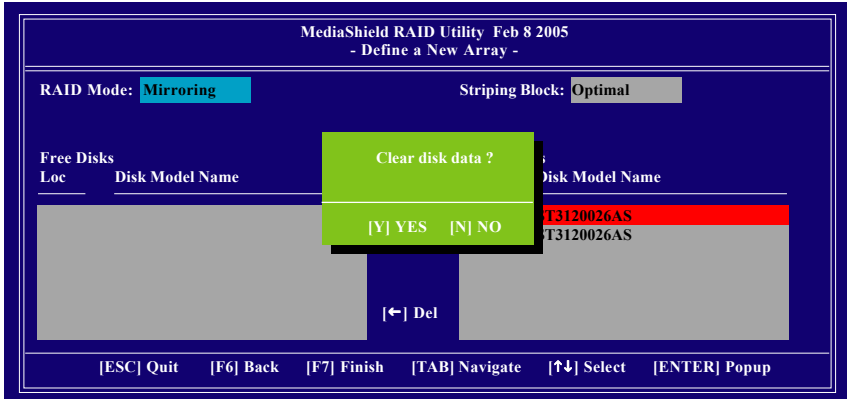 MediaShield RAID Utility Feb 8 2005
- Define a New Array -
RAID Mode: Mirroring Striping Block: Optimal
Clear disk data ?
[Y] YES [N] NO
Free Disks s
Loc Disk Model Name Disk Model Name
ST3120026AS
ST3120026AS
[←] Del
[ESC] Quit [F6] Back [F7] Finish [TAB] Navigate [↑↓] Select [ENTER] Popup